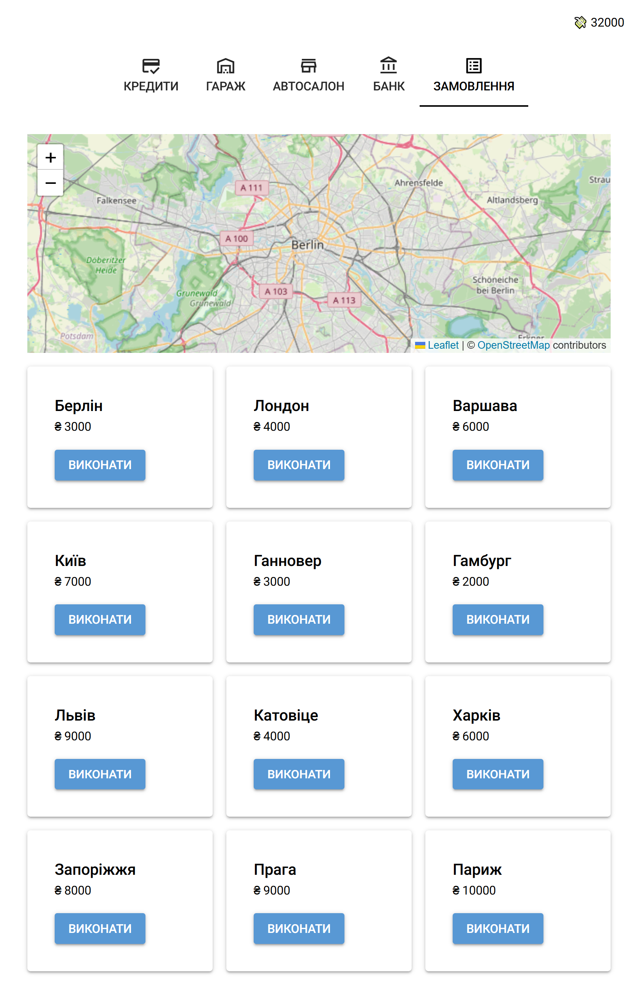 32000
КРЕДИТИ
ГАРАЖ
АВТОСАЛОН
БАНК
ЗАМОВЛЕННЯ
+
−
A 111
Ahrensfelde
Strau
Falkensee
Altlandsberg
A 100
Berlin
Döberitzer
Heide
Schöneiche
bei Berlin
Grunewald
Grunewald
A 103
A 113
Potsdam
Erkner
Leaflet | © OpenStreetMap contributors
Берлін
₴ 3000
ВИКОНАТИ
Лондон
₴ 4000
ВИКОНАТИ
Варшава
₴ 6000
ВИКОНАТИ
Київ
₴ 7000
ВИКОНАТИ
Ганновер
₴ 3000
ВИКОНАТИ
Гамбург
₴ 2000
ВИКОНАТИ
Львів
₴ 9000
ВИКОНАТИ
Катовіце
₴ 4000
ВИКОНАТИ
Харків
₴ 6000
ВИКОНАТИ
Запоріжжя
₴ 8000
ВИКОНАТИ
Прага
₴ 9000
ВИКОНАТИ
Париж
₴ 10000
ВИКОНАТИ